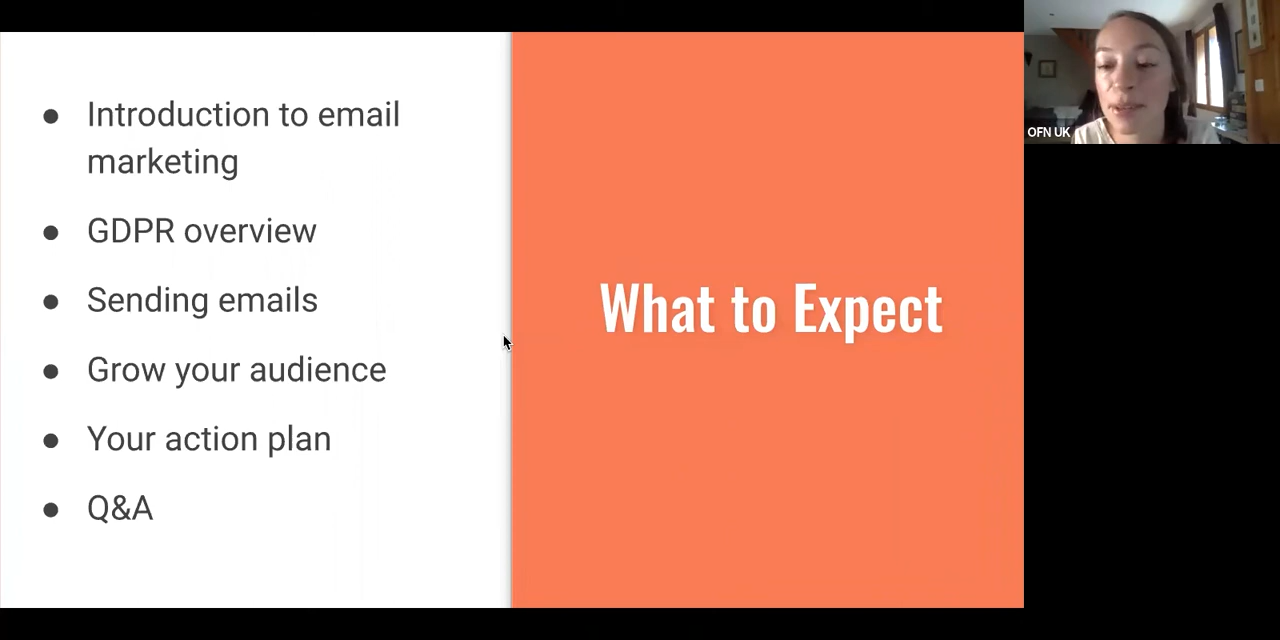 Introduction to email
marketing
GDPR overview
Sending emails
Grow your audience
Your action plan
Q&A
What to Expect
OFN UK